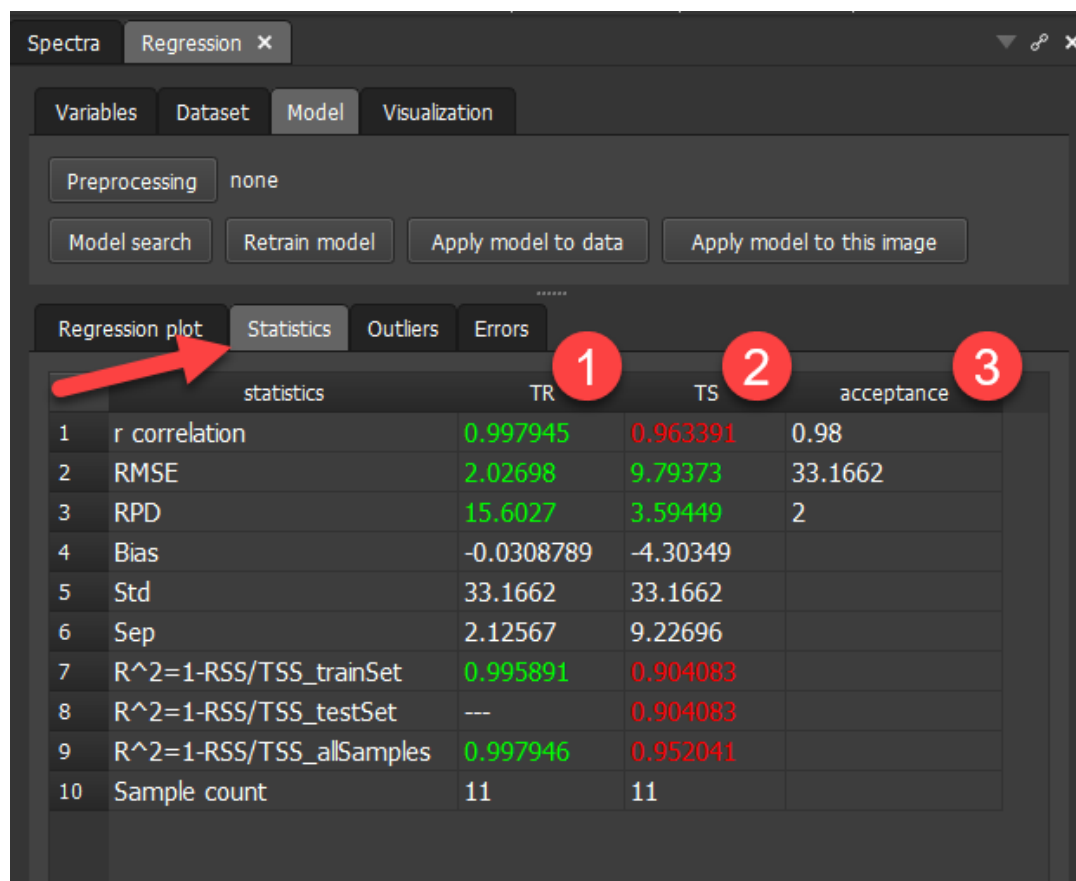 Spectra Regression ×
Variables Dataset Model Visualization
Preprocessing none
Model search Retrain model Apply model to data Apply model to this image
Regression plot Statistics Outliers Errors
1 2 3
statistics TR TS acceptance
1 r correlation 0.997945 0.963391 0.98
2 RMSE 2.02698 9.79373 33.1662
3 RPD 15.6027 3.59449 2
4 Bias -0.0308789 -4.30349
5 Std 33.1662 33.1662
6 Sep 2.12567 9.22696
7 R^2=1-RSS/TSS_trainSet 0.995891 0.904083
8 R^2=1-RSS/TSS_testSet --- 0.904083
9 R^2=1-RSS/TSS_allSamples 0.997946 0.952041
10 Sample count 11 11